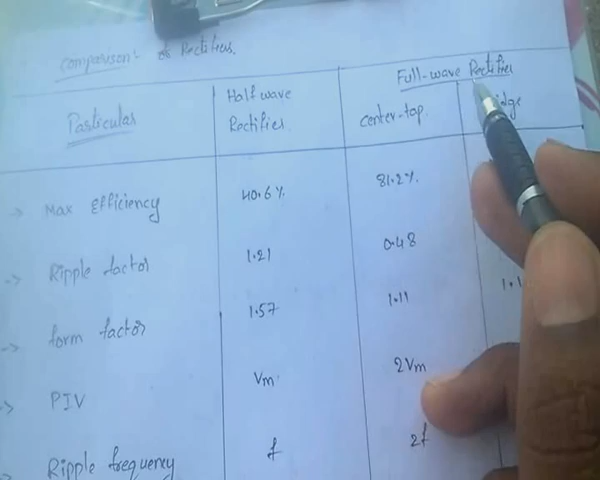 Comparison of Rectifiers.
Particular
Half wave
Rectifier
Full-wave Rectifier
center-tap.
Max efficiency 40.6% 81.2%
Ripple factor 1.21 0.48
form factor 1.57 1.11
PIV Vm 2Vm
Ripple frequency f 2f